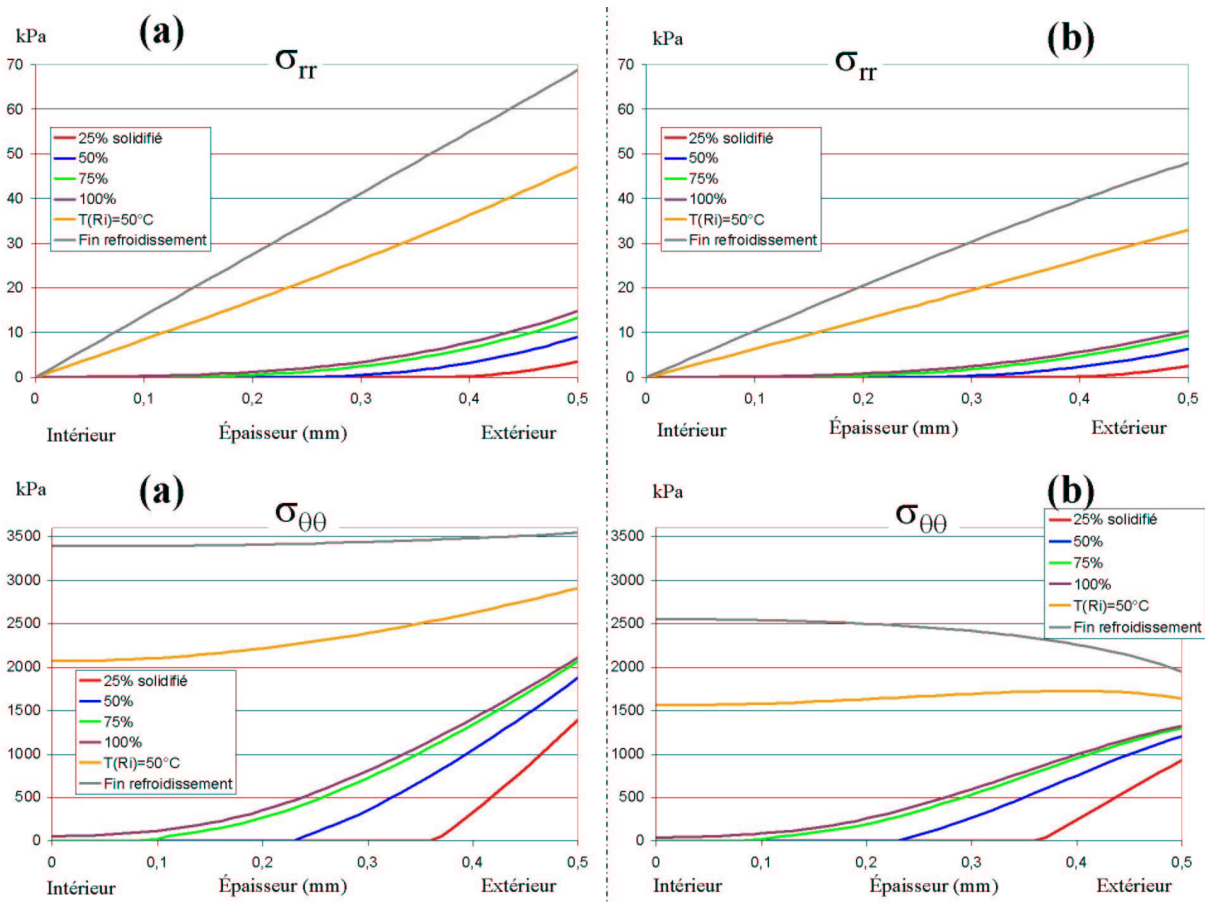 (a)
kPa
σrr
70
60
50
40
30
20
10
0
25% solidifié
50%
75%
100%
T(Ri)=50°C
Fin refroidissement
0 0,1 0,2 0,3 0,4 0,5
Intérieur Épaisseur (mm) Extérieur
(b)
kPa
σrr
70
60
50
40
30
20
10
0
25% solidifié
50%
75%
100%
T(Ri)=50°C
Fin refroidissement
0 0,1 0,2 0,3 0,4 0,5
Intérieur Épaisseur (mm) Extérieur
(a)
kPa
σθθ
3500
3000
2500
2000
1500
1000
500
0
25% solidifié
50%
75%
100%
T(Ri)=50°C
Fin refroidissement
0 0,1 0,2 0,3 0,4 0,5
Intérieur Épaisseur (mm) Extérieur
(b)
kPa
σθθ
3500
3000
2500
2000
1500
1000
500
0
25% solidifié
50%
75%
100%
T(Ri)=50°C
Fin refroidissement
0 0,1 0,2 0,3 0,4 0,5
Intérieur Épaisseur (mm) Extérieur